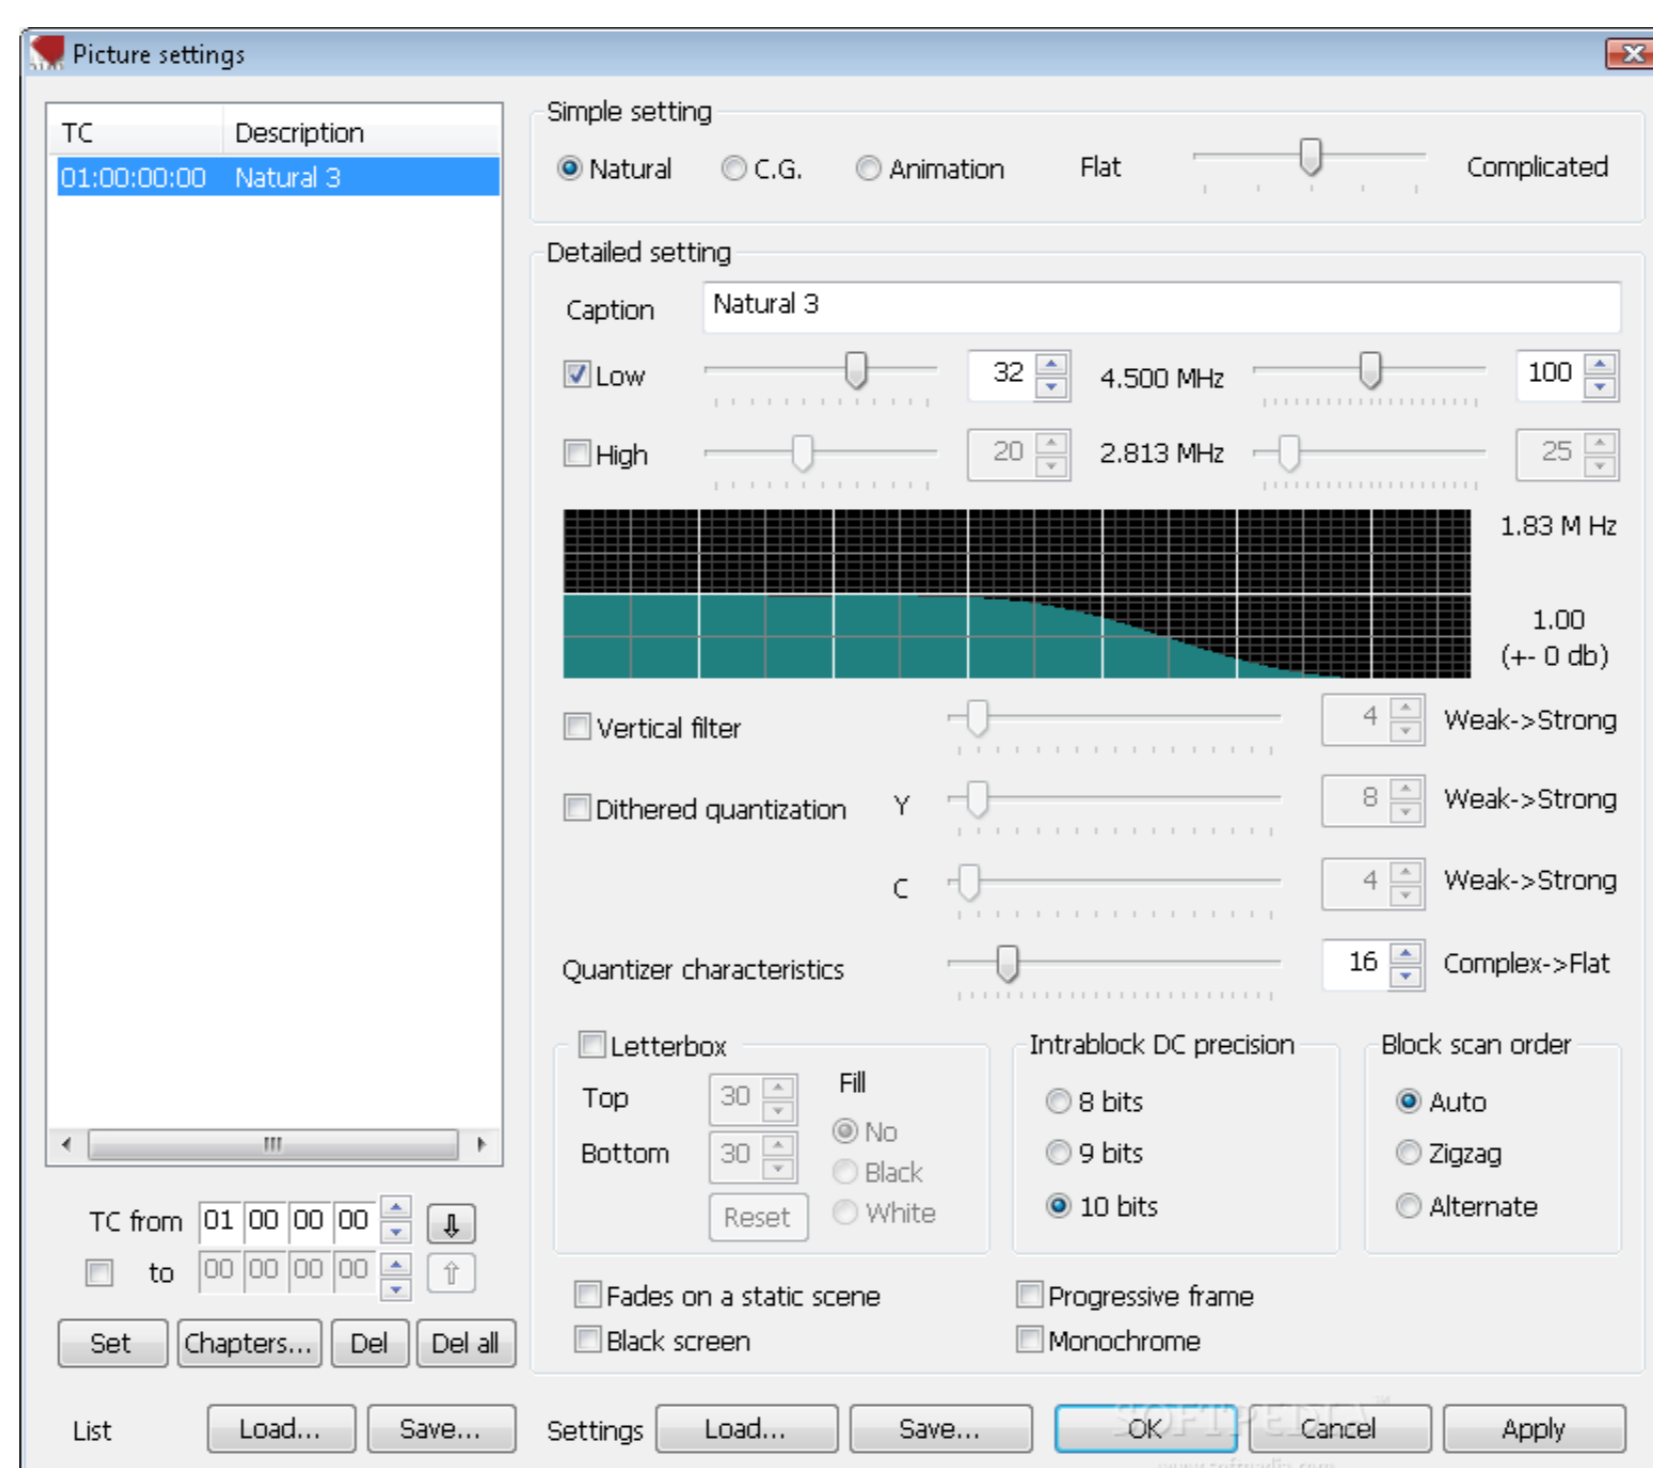 Picture settings
TC Description
01:00:00:00 Natural 3
TC from 01 00 00 00
to 00 00 00 00
Set Chapters... Del Del all
List Load... Save...
Simple setting
Natural C.G. Animation Flat Complicated
Detailed setting
Caption Natural 3
Low 32 4.500 MHz 100
High 20 2.813 MHz 25
1.83 M Hz
1.00
(+- 0 db)
Vertical filter 4 Weak->Strong
Dithered quantization Y 8 Weak->Strong
C 4 Weak->Strong
Quantizer characteristics 16 Complex->Flat
Letterbox
Top 30
Bottom 30
Reset
Fill
No
Black
White
Intrablock DC precision
8 bits
9 bits
10 bits
Block scan order
Auto
Zigzag
Alternate
Fades on a static scene
Progressive frame
Black screen
Monochrome
Settings Load... Save... OK Cancel Apply
SOFTPEDIA™